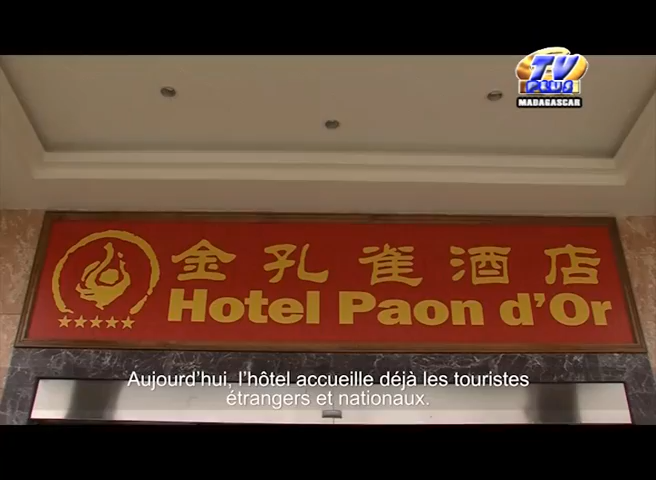 TV
PLUS
MADAGASCAR
金孔雀酒店
Hotel Paon d'Or
Aujourd'hui, l'hôtel accueille déjà les touristes
étrangers et nationaux.